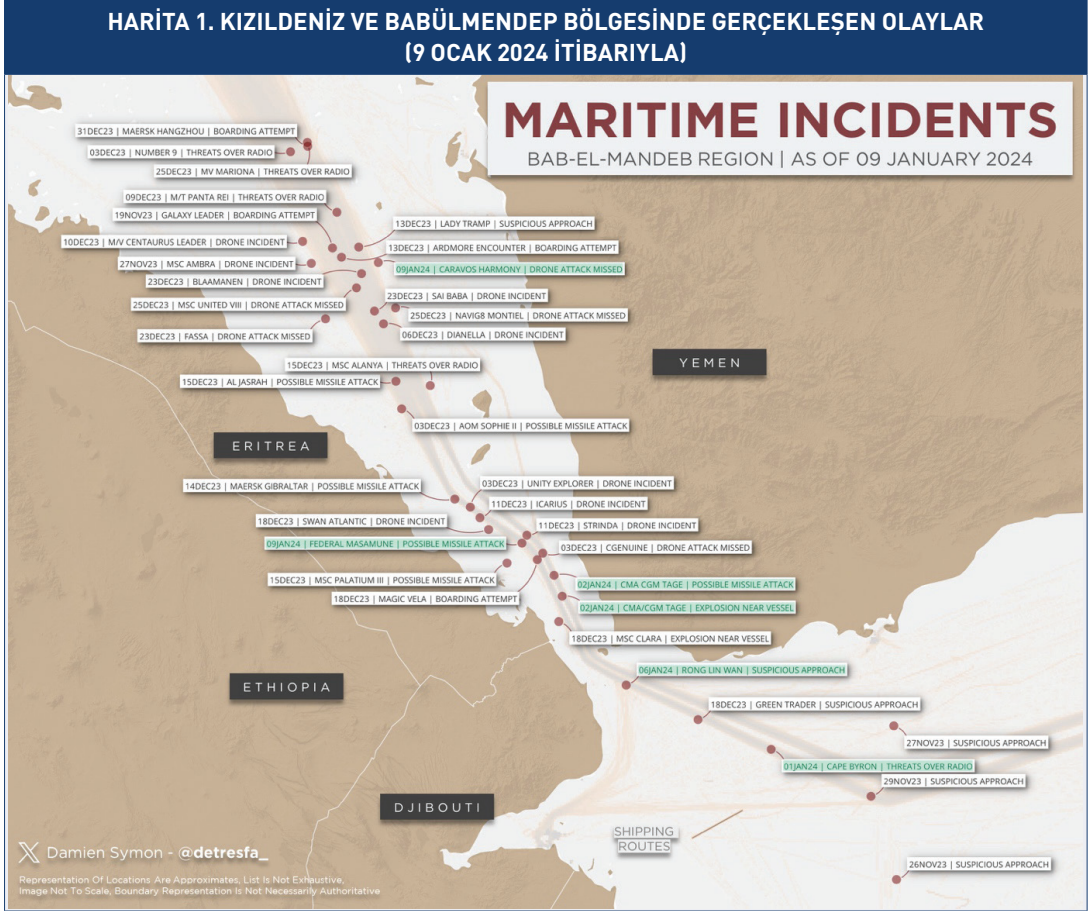 HARİTA 1. KIZILDENİZ VE BABÜLMENDEP BÖLGESİNDE GERÇEKLEŞEN OLAYLAR
(9 OCAK 2024 İTİBARIYLA)
MARITIME INCIDENTS
BAB-EL-MANDEB REGION | AS OF 09 JANUARY 2024
31DEC23 | MAERSK HANGZHOU | BOARDING ATTEMPT
03DEC23 | NUMBER 9 | THREATS OVER RADIO
25DEC23 | MV MARIONA | THREATS OVER RADIO
09DEC23 | M/T PANTA REI | THREATS OVER RADIO
19NOV23 | GALAXY LEADER | BOARDING ATTEMPT
13DEC23 | LADY TRAMP | SUSPICIOUS APPROACH
10DEC23 | M/V CENTAURUS LEADER | DRONE INCIDENT
13DEC23 | ARDMORE ENCOUNTER | BOARDING ATTEMPT
27NOV23 | MSC AMBRA | DRONE INCIDENT
09JAN24 | CARAVOS HARMONY | DRONE ATTACK MISSED
23DEC23 | BLAAMANEN | DRONE INCIDENT
23DEC23 | SAI BABA | DRONE INCIDENT
25DEC23 | MSC UNITED VIII | DRONE ATTACK MISSED
25DEC23 | NAVIG8 MONTIEL | DRONE ATTACK MISSED
23DEC23 | FASSA | DRONE ATTACK MISSED
06DEC23 | DIANELLA | DRONE INCIDENT
YEMEN
15DEC23 | MSC ALANYA | THREATS OVER RADIO
15DEC23 | AL JASRAH | POSSIBLE MISSILE ATTACK
03DEC23 | AOM SOPHIE II | POSSIBLE MISSILE ATTACK
ERITREA
14DEC23 | MAERSK GIBRALTAR | POSSIBLE MISSILE ATTACK
03DEC23 | UNITY EXPLORER | DRONE INCIDENT
11DEC23 | ICARIUS | DRONE INCIDENT
18DEC23 | SWAN ATLANTIC | DRONE INCIDENT
11DEC23 | STRINDA | DRONE INCIDENT
09JAN24 | FEDERAL MASAMUNE | POSSIBLE MISSILE ATTACK
03DEC23 | CGENUINE | DRONE ATTACK MISSED
15DEC23 | MSC PALATIUM III | POSSIBLE MISSILE ATTACK
02JAN24 | CMA CGM TAGE | POSSIBLE MISSILE ATTACK
18DEC23 | MAGIC VELA | BOARDING ATTEMPT
02JAN24 | CMA/CGM TAGE | EXPLOSION NEAR VESSEL
18DEC23 | MSC CLARA | EXPLOSION NEAR VESSEL
06JAN24 | RONG LIN WAN | SUSPICIOUS APPROACH
ETHIOPIA
18DEC23 | GREEN TRADER | SUSPICIOUS APPROACH
27NOV23 | SUSPICIOUS APPROACH
01JAN24 | CAPE BYRON | THREATS OVER RADIO
29NOV23 | SUSPICIOUS APPROACH
DJIBOUTI
SHIPPING
ROUTES
26NOV23 | SUSPICIOUS APPROACH
X Damien Symon - @detresfa_
Representation Of Locations Are Approximates, List Is Not Exhaustive,
Image Not To Scale, Boundary Representation Is Not Necessarily Authoritative